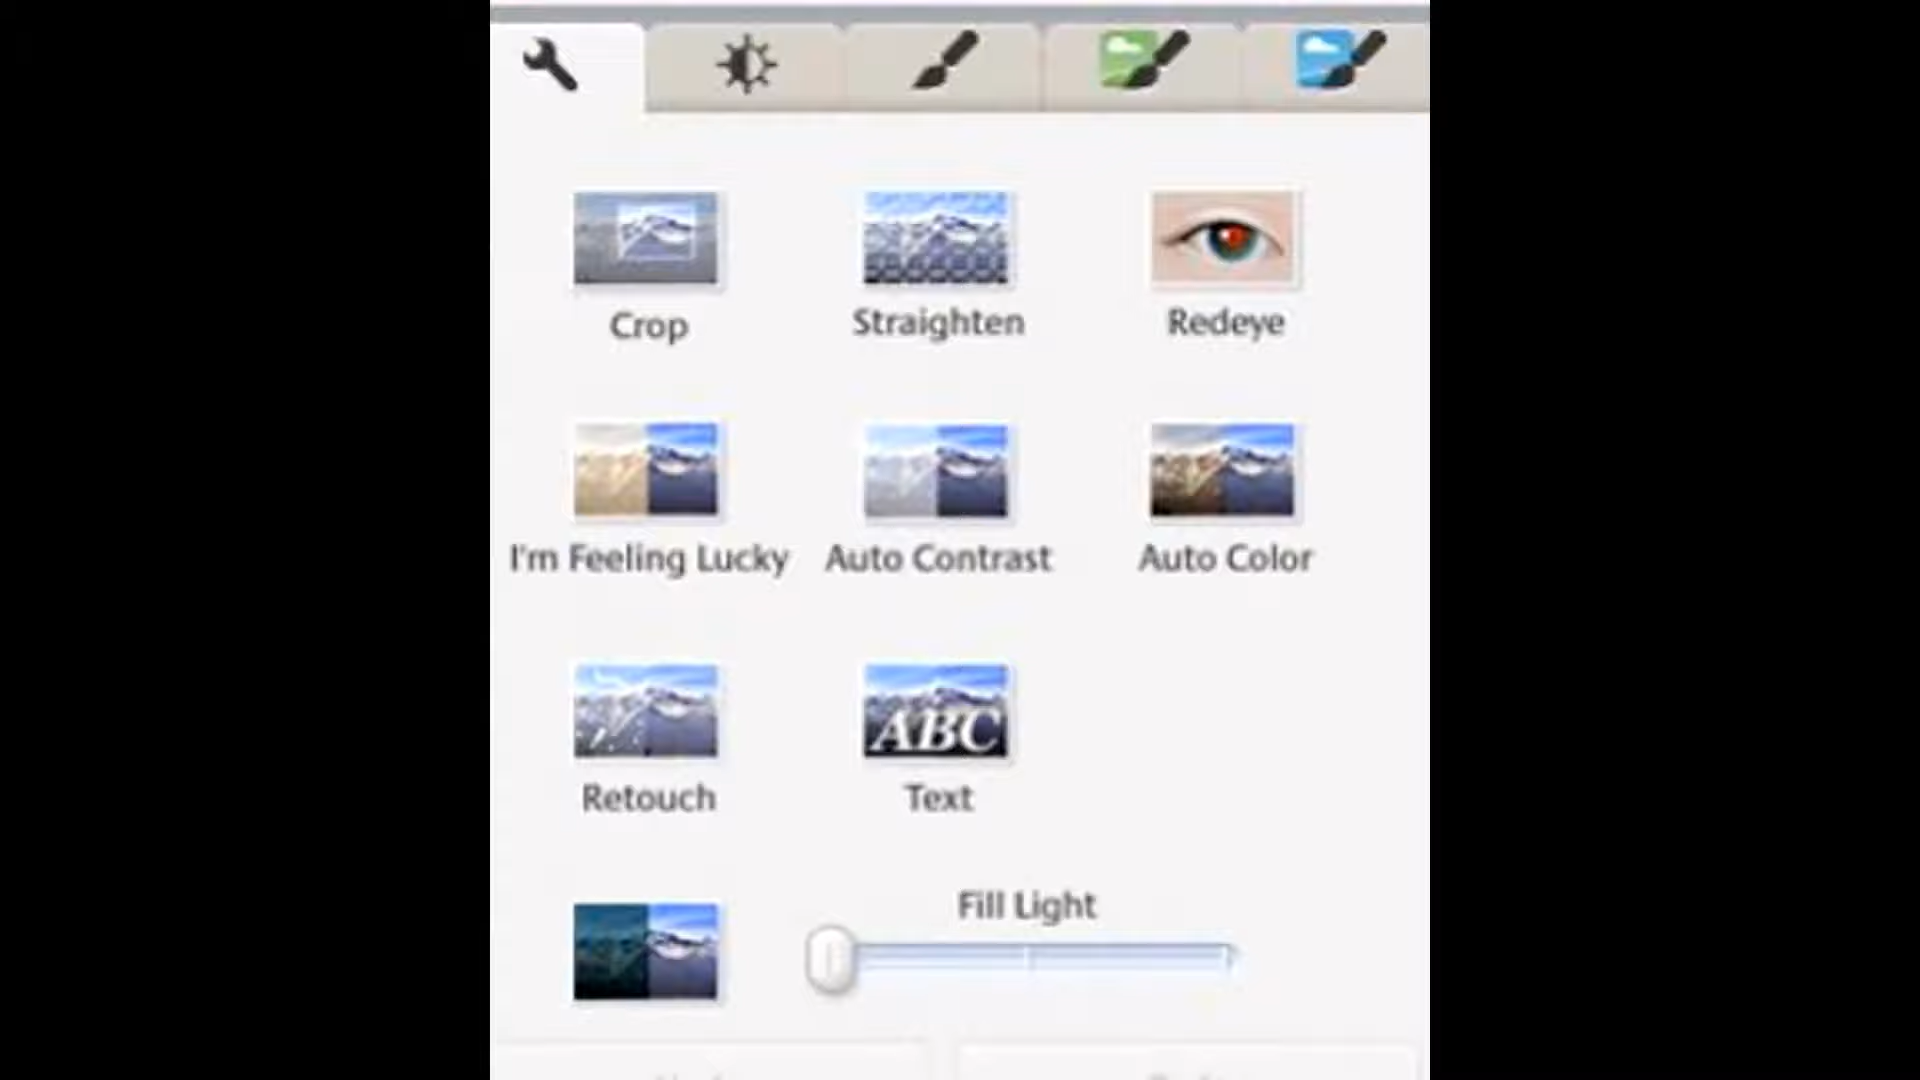 Crop
Straighten
Redeye
I'm Feeling Lucky
Auto Contrast
Auto Color
Retouch
ABC
Text
Fill Light